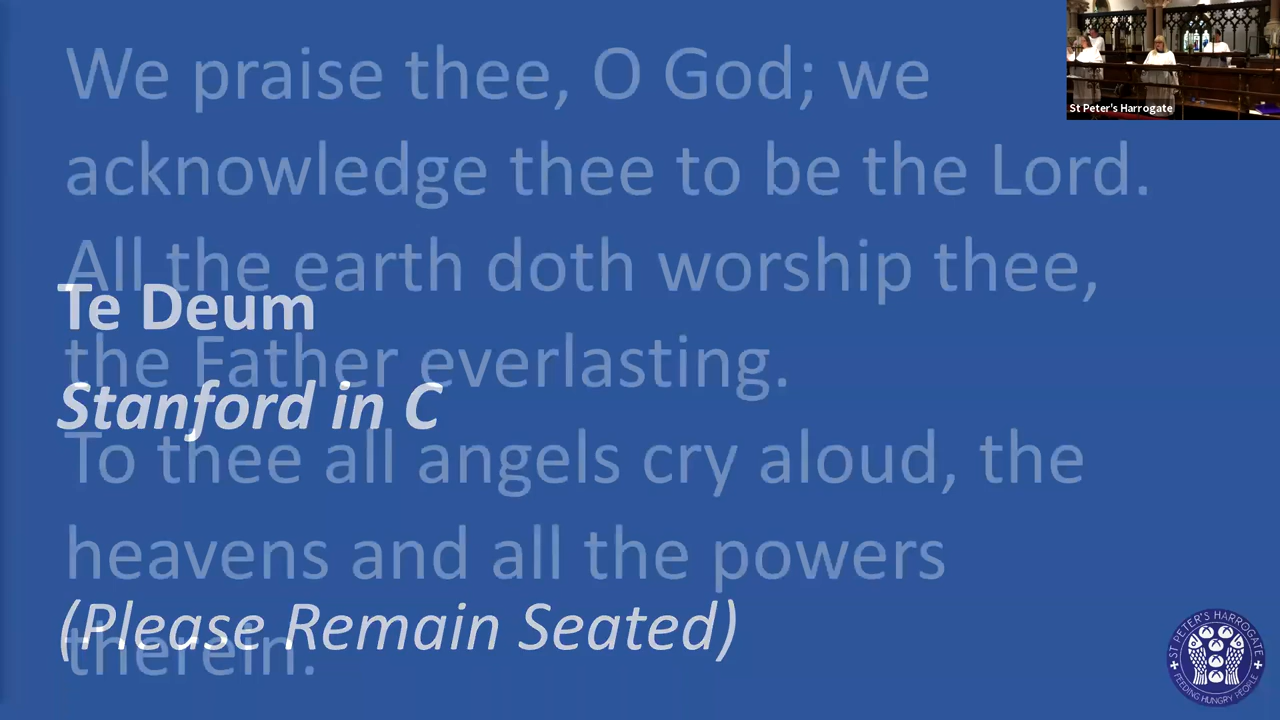 We praise thee, O God; we
acknowledge thee to be the Lord.
All the earth doth worship thee,
Te Deum
the Father everlasting.
Stanford in C
To thee all angels cry aloud, the
heavens and all the powers
(Please Remain Seated)
therein.
St Peter's Harrogate
ST PETER'S HARROGATE
FEEDING HUNGRY PEOPLE